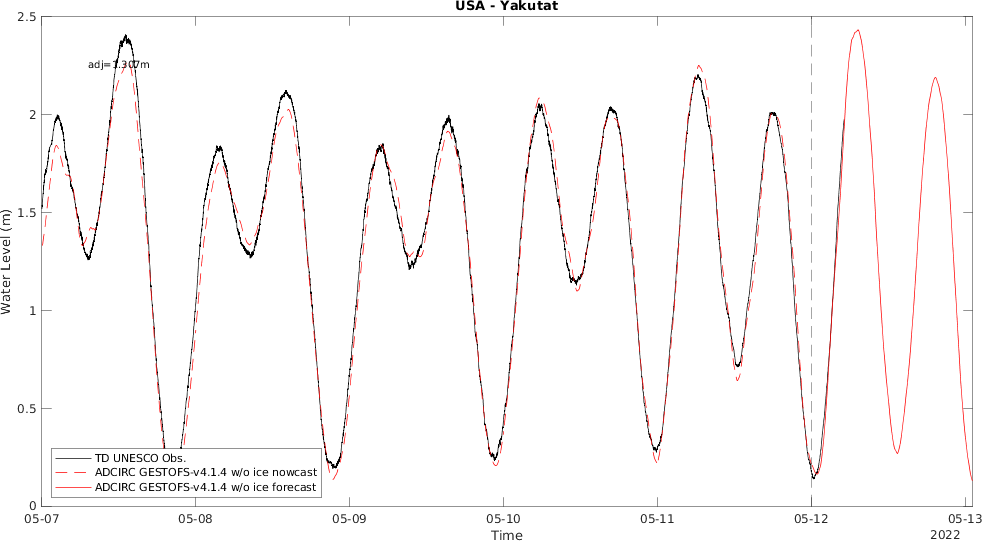 USA - Yakutat
2.5
adj=1.307m
2
1.5
Water Level (m)
1
0.5
TD UNESCO Obs.
ADCIRC GESTOFS-v4.1.4 w/o ice nowcast
ADCIRC GESTOFS-v4.1.4 w/o ice forecast
0
05-07 05-08 05-09 05-10 05-11 05-12 05-13
Time
2022